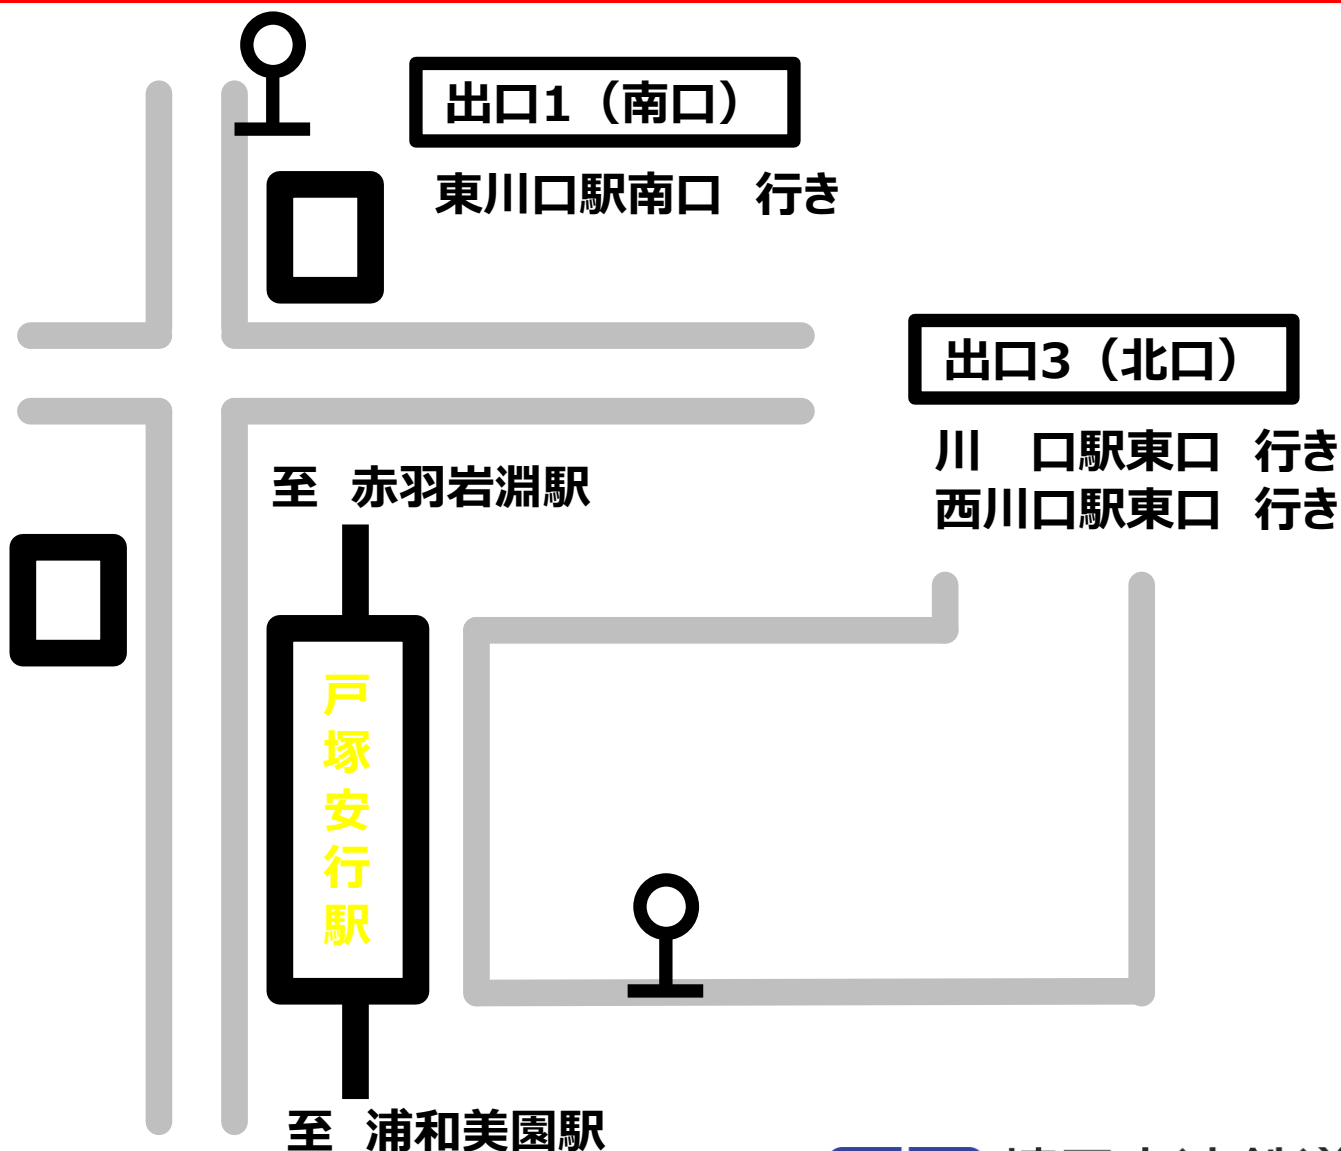 出口1（南口）
東川口駅南口　行き
出口3（北口）
川　口駅東口　行き
西川口駅東口　行き
至　赤羽岩淵駅
戸塚安行駅
至　浦和美園駅